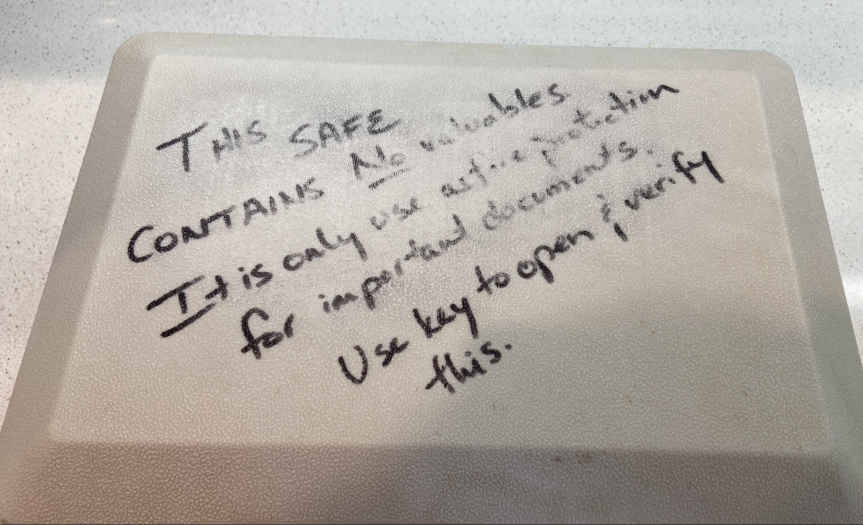 THIS SAFE
CONTAINS No valuables.
It is only use as fire protection
for important documents.
Use key to open & verify
this.